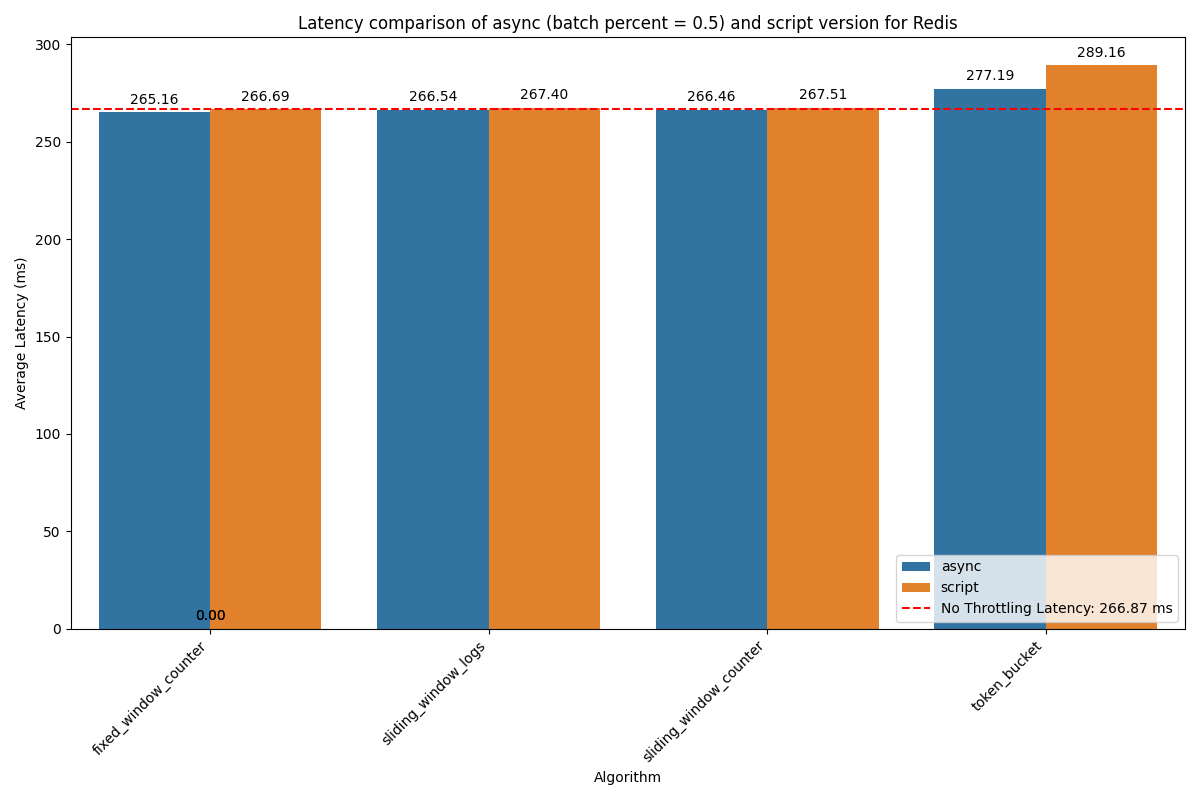 Latency comparison of async (batch percent = 0.5) and script version for Redis
Average Latency (ms)
300
250
200
150
100
50
0
265.16
266.69
266.54
267.40
266.46
267.51
277.19
289.16
0.00
async
script
No Throttling Latency: 266.87 ms
fixed_window_counter
sliding_window_logs
sliding_window_counter
token_bucket
Algorithm